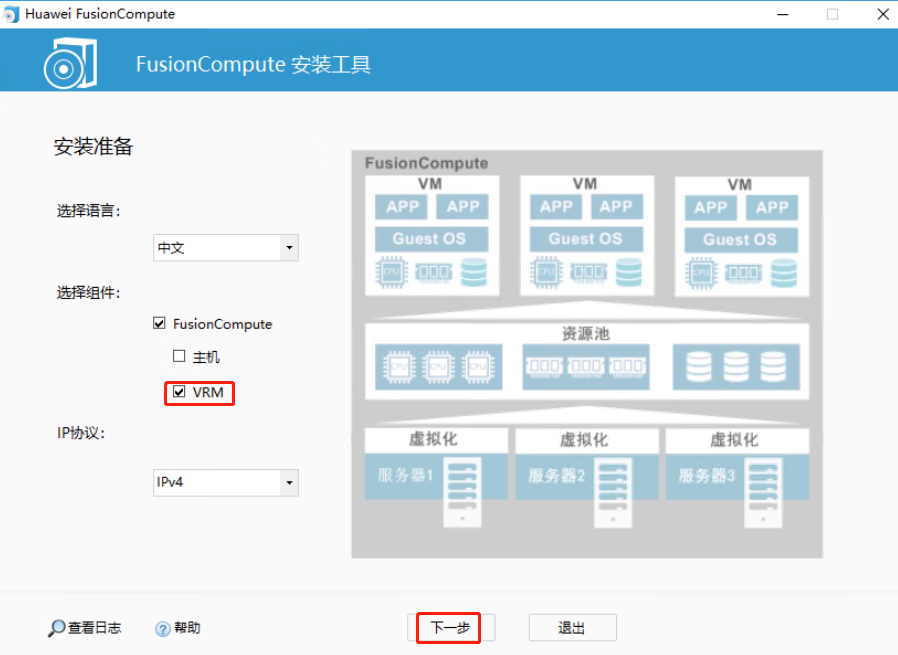 Huawei FusionCompute
FusionCompute 安装工具
安装准备
选择语言:
中文
选择组件:
FusionCompute
主机
VRM
IP协议:
IPv4
FusionCompute
VM VM VM
APP APP APP APP APP APP
Guest OS Guest OS Guest OS
CPU CPU CPU
资源池
CPU CPU CPU
虚拟化 虚拟化 虚拟化
服务器1 服务器2 服务器3
查看日志 帮助 下一步 退出